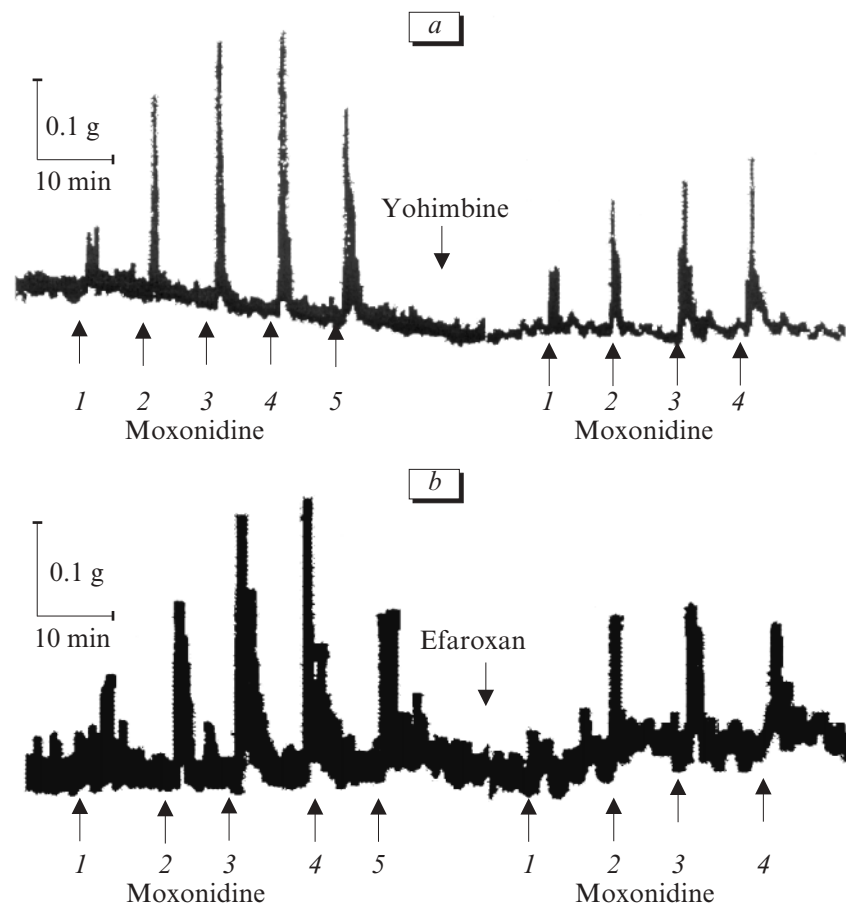 a
0.1 g
10 min
Yohimbine
1 2 3 4 5 1 2 3 4
Moxonidine Moxonidine
b
0.1 g
10 min
Efaroxan
1 2 3 4 5 1 2 3 4
Moxonidine Moxonidine